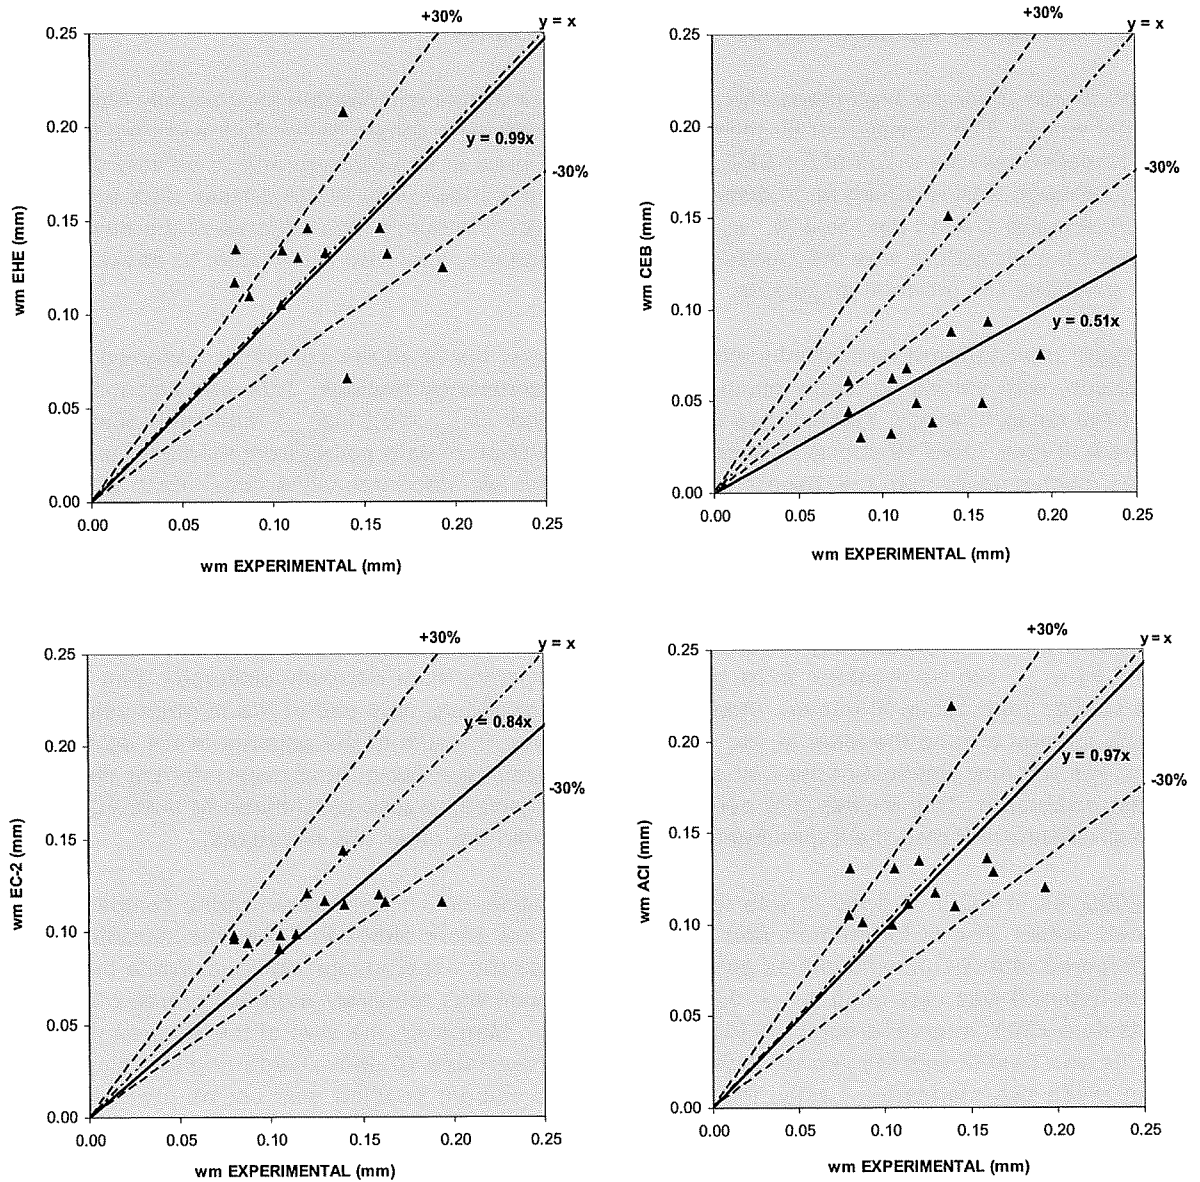 +30%
y = x
0.25
0.20
y = 0.99x
-30%
0.15
wm EHE (mm)
0.10
0.05
0.00
0.00 0.05 0.10 0.15 0.20 0.25
wm EXPERIMENTAL (mm)
+30%
y = x
0.25
0.20
-30%
0.15
wm CEB (mm)
0.10
y = 0.51x
0.05
0.00
0.00 0.05 0.10 0.15 0.20 0.25
wm EXPERIMENTAL (mm)
+30%
y = x
0.25
y = 0.84x
0.20
-30%
0.15
wm EC-2 (mm)
0.10
0.05
0.00
0.00 0.05 0.10 0.15 0.20 0.25
wm EXPERIMENTAL (mm)
+30%
y = x
0.25
0.20
y = 0.97x
-30%
0.15
wm ACI (mm)
0.10
0.05
0.00
0.00 0.05 0.10 0.15 0.20 0.25
wm EXPERIMENTAL (mm)